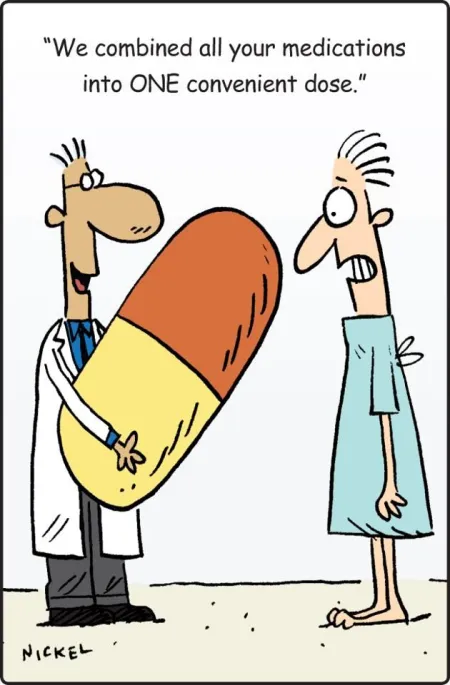 “We combined all your medications
into ONE convenient dose.”
NICKEL